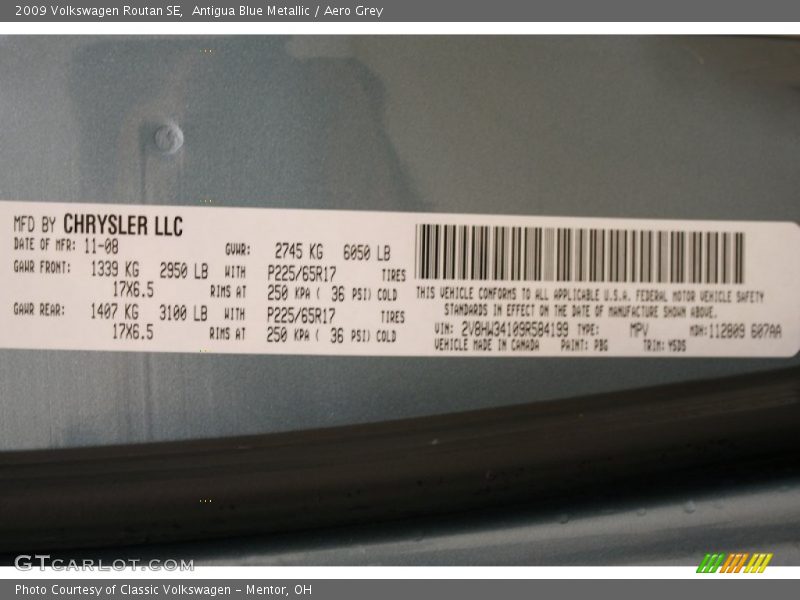 2009 Volkswagen Routan SE,  Antigua Blue Metallic / Aero Grey
MFD BY CHRYSLER LLC
DATE OF MFR: 11-08 GVWR: 2745 KG 6050 LB
GAWR FRONT: 1339 KG 2950 LB WITH P225/65R17 TIRES
17X6.5 RIMS AT 250 KPA ( 36 PSI) COLD
GAWR REAR: 1407 KG 3100 LB WITH P225/65R17 TIRES
17X6.5 RIMS AT 250 KPA ( 36 PSI) COLD
THIS VEHICLE CONFORMS TO ALL APPLICABLE U.S.A. FEDERAL MOTOR VEHICLE SAFETY
STANDARDS IN EFFECT ON THE DATE OF MANUFACTURE SHOWN ABOVE.
VIN: 2V8HW34109R584199 TYPE: MPV MDH:112809 607AA
VEHICLE MADE IN CANADA PAINT: PBG TRIM: YSDS
GTCARLOT.COM
Photo Courtesy of Classic Volkswagen - Mentor, OH